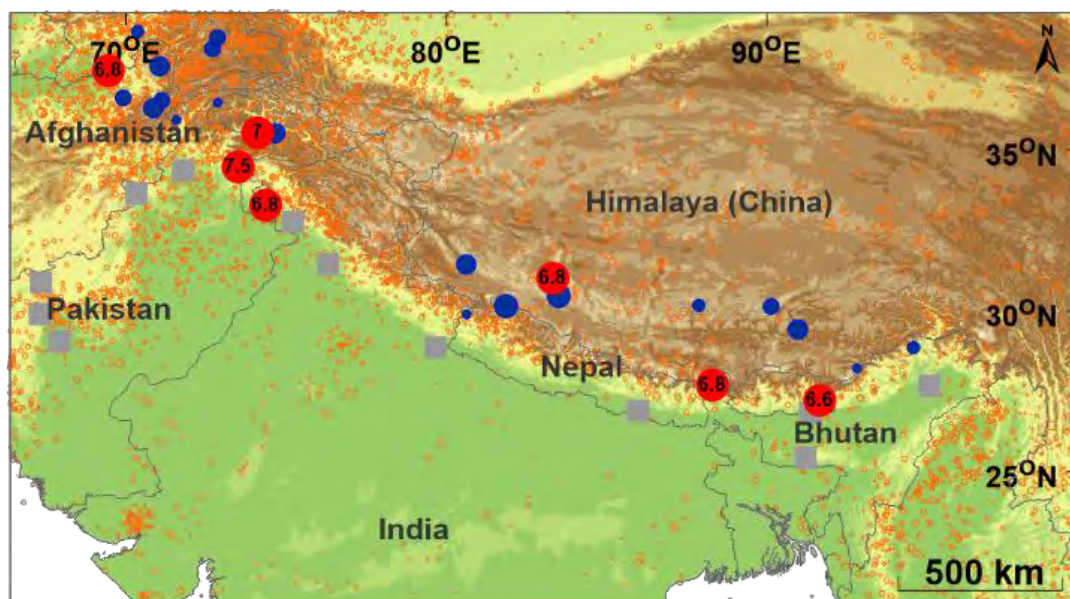 70°E 80°E 90°E N
6.8
Afghanistan
7
7.5
35°N
6.8
Himalaya (China)
6.8
Pakistan
30°N
Nepal
6.8
6.6
Bhutan
25°N
India
500 km